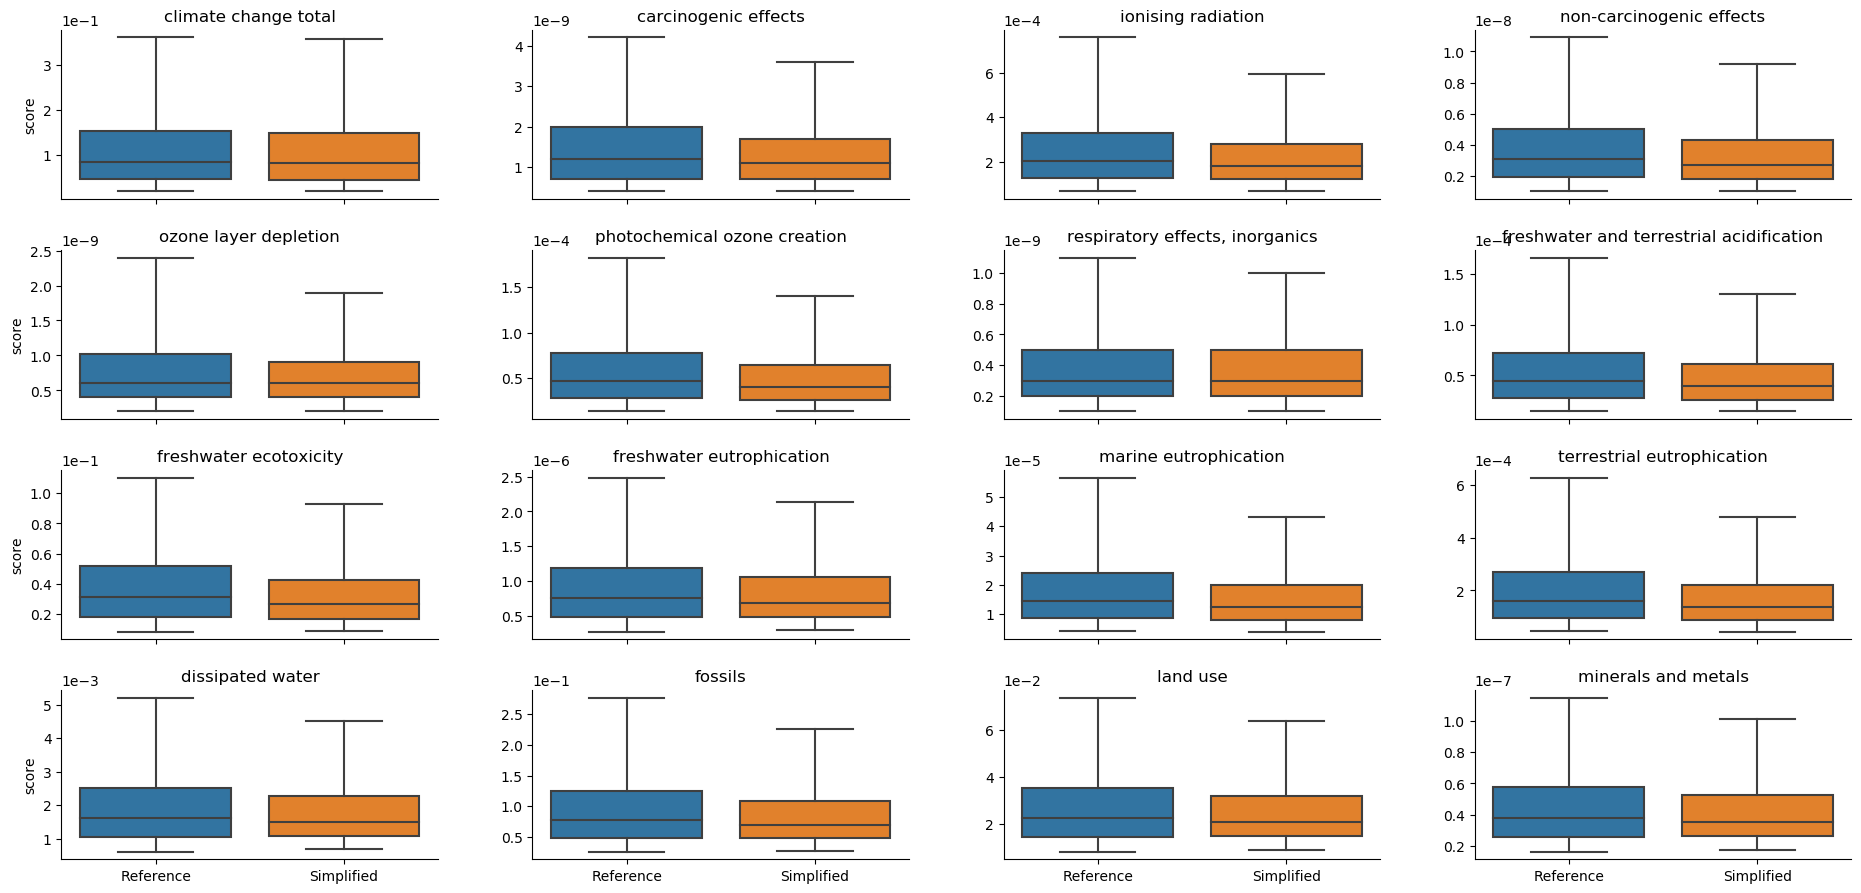 climate change total
1e−1
3
2
1
score
carcinogenic effects
1e−9
4
3
2
1
ionising radiation
1e−4
6
4
2
non-carcinogenic effects
1e−8
1.0
0.8
0.6
0.4
0.2
ozone layer depletion
1e−9
2.5
2.0
1.5
1.0
0.5
score
photochemical ozone creation
1e−4
1.5
1.0
0.5
respiratory effects, inorganics
1e−9
1.0
0.8
0.6
0.4
0.2
freshwater and terrestrial acidification
1e−4
1.5
1.0
0.5
freshwater ecotoxicity
1e−1
1.0
0.8
0.6
0.4
0.2
score
freshwater eutrophication
1e−6
2.5
2.0
1.5
1.0
0.5
marine eutrophication
1e−5
5
4
3
2
1
terrestrial eutrophication
1e−4
6
4
2
dissipated water
1e−3
5
4
3
2
1
score
Reference
Simplified
fossils
1e−1
2.5
2.0
1.5
1.0
0.5
Reference
Simplified
land use
1e−2
6
4
2
Reference
Simplified
minerals and metals
1e−7
1.0
0.8
0.6
0.4
0.2
Reference
Simplified